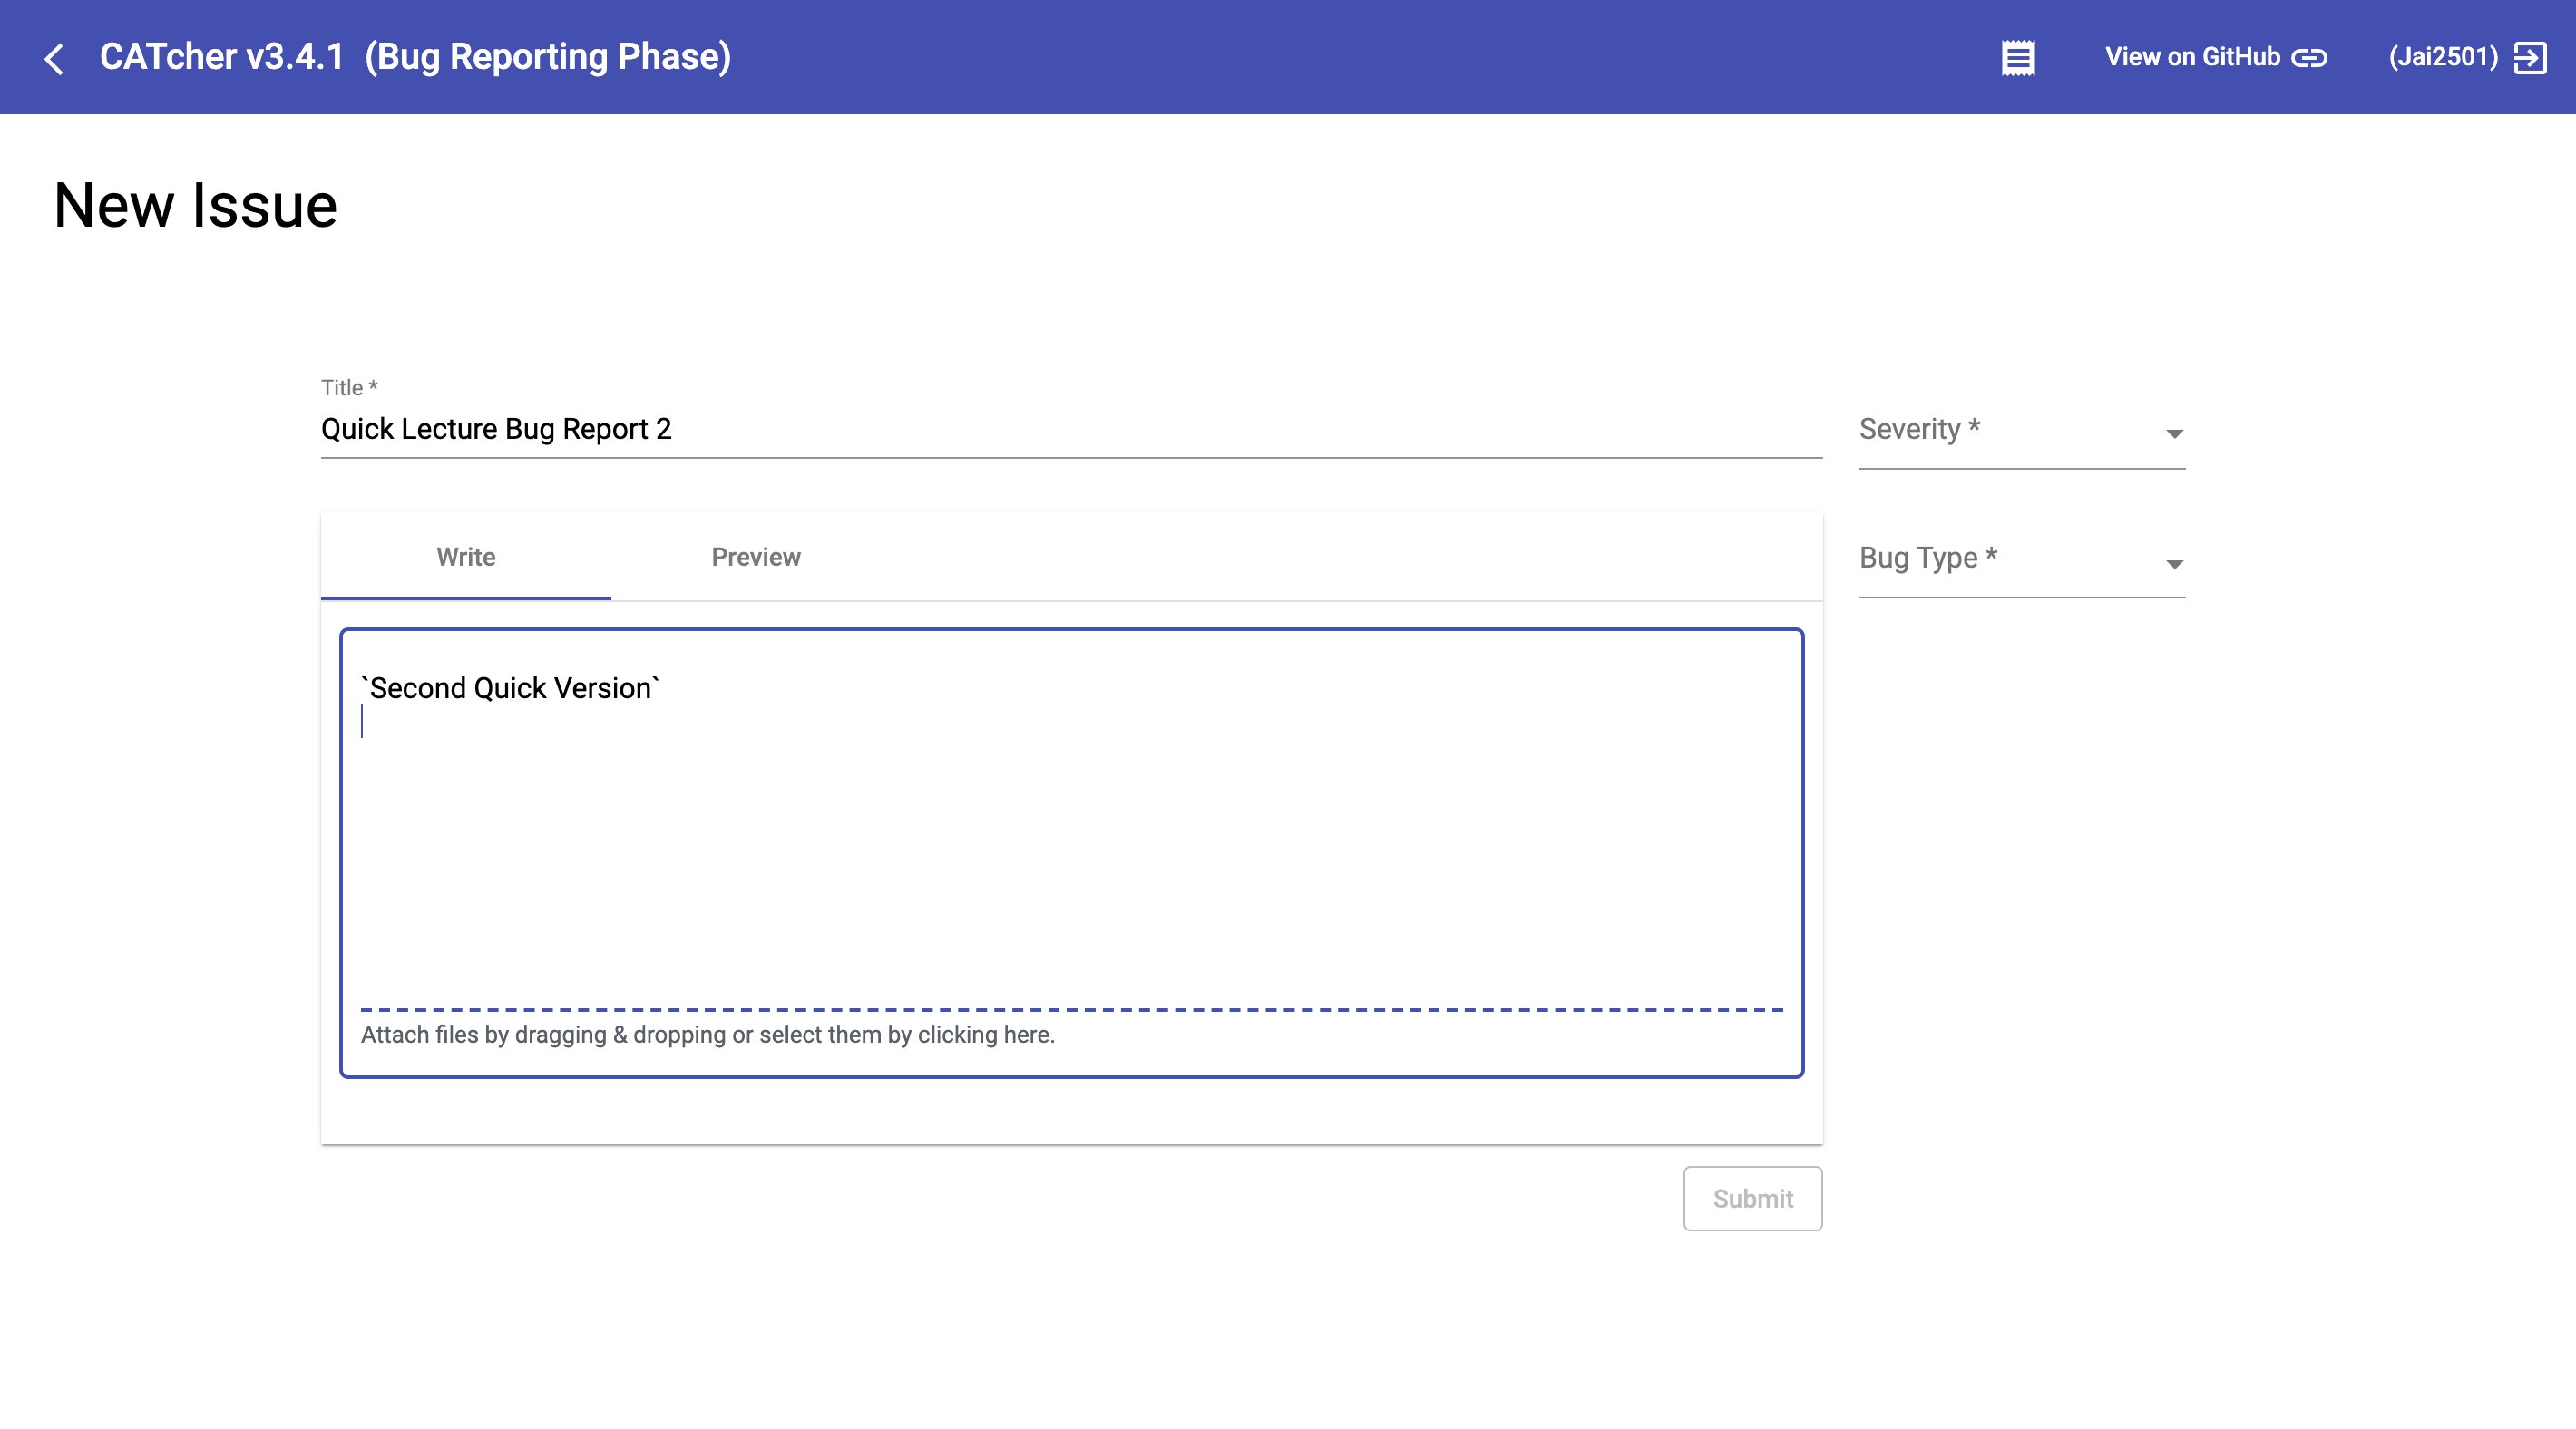 CATcher v3.4.1 (Bug Reporting Phase)
View on GitHub
(Jai2501)
New Issue
Title *
Quick Lecture Bug Report 2
Severity *
Write
Preview
Bug Type *
`Second Quick Version`
Attach files by dragging & dropping or select them by clicking here.
Submit